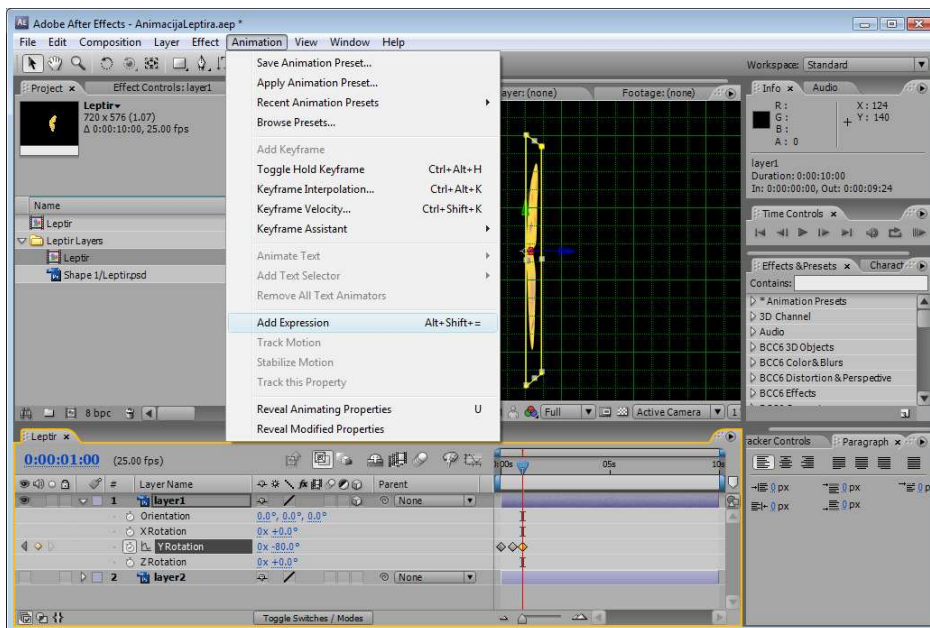 Adobe After Effects - AnimacijaLeptira.aep *
File Edit Composition Layer Effect Animation View Window Help
Workspace: Standard
Project
Effect Controls: layer1
Leptir
720 x 576 (1.07)
Δ 0:00:10:00, 25.00 fps
Name
Leptir
Leptir Layers
Leptir
Shape 1/Leptir.psd
8 bpc
Save Animation Preset...
Apply Animation Preset...
Recent Animation Presets
Browse Presets...
Add Keyframe
Toggle Hold Keyframe Ctrl+Alt+H
Keyframe Interpolation... Ctrl+Alt+K
Keyframe Velocity... Ctrl+Shift+K
Keyframe Assistant
Animate Text
Add Text Selector
Remove All Text Animators
Add Expression Alt+Shift+=
Track Motion
Stabilize Motion
Track this Property
Reveal Animating Properties U
Reveal Modified Properties
ayer: (none)
Footage: (none)
Full
Active Camera
1
Info Audio
R : X : 124
G : Y : 140
B :
A : 0
layer1
Duration: 0:00:10:00
In: 0:00:00:00, Out: 0:00:09:24
Time Controls
Effects & Presets
Charact
Contains:
* Animation Presets
3D Channel
Audio
BCC6 3D Objects
BCC6 Color & Blurs
BCC6 Distortion & Perspective
BCC6 Effects
Leptir
0:00:01:00 (25.00 fps)
05s
10s
# Layer Name Parent
1 layer1 None
Orientation 0.0°, 0.0°, 0.0°
X Rotation 0x +0.0°
Y Rotation 0x -80.0°
Z Rotation 0x +0.0°
2 layer2 None
Toggle Switches / Modes
racker Controls
Paragraph
0 px 0 px 0 p
0 px 0 px